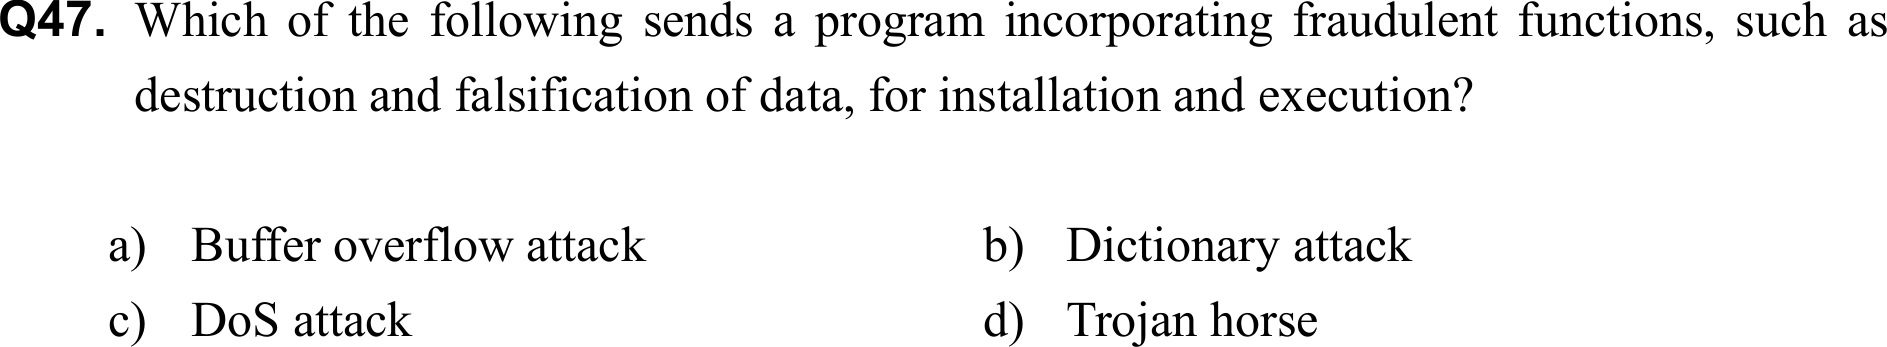 Q47. Which of the following sends a program incorporating fraudulent functions, such as
destruction and falsification of data, for installation and execution?
a) Buffer overflow attack b) Dictionary attack
c) DoS attack d) Trojan horse